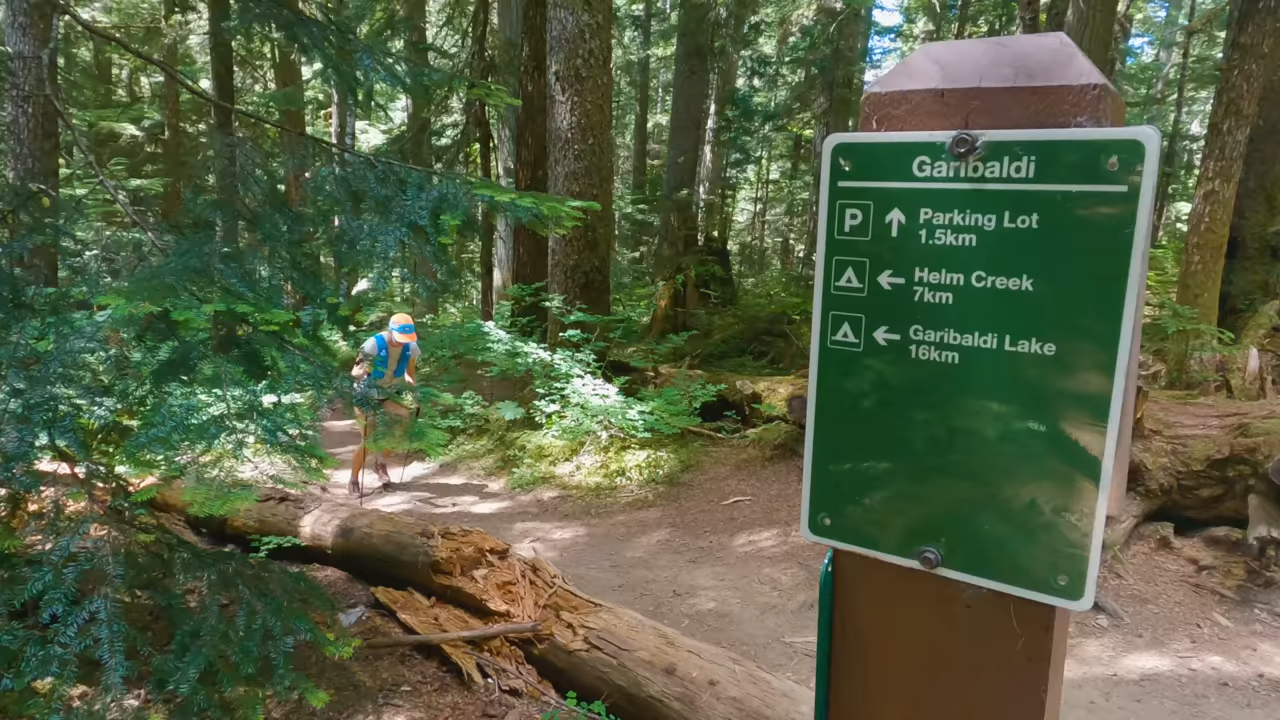 Garibaldi
P
Parking Lot
1.5km
Helm Creek
7km
Garibaldi Lake
16km